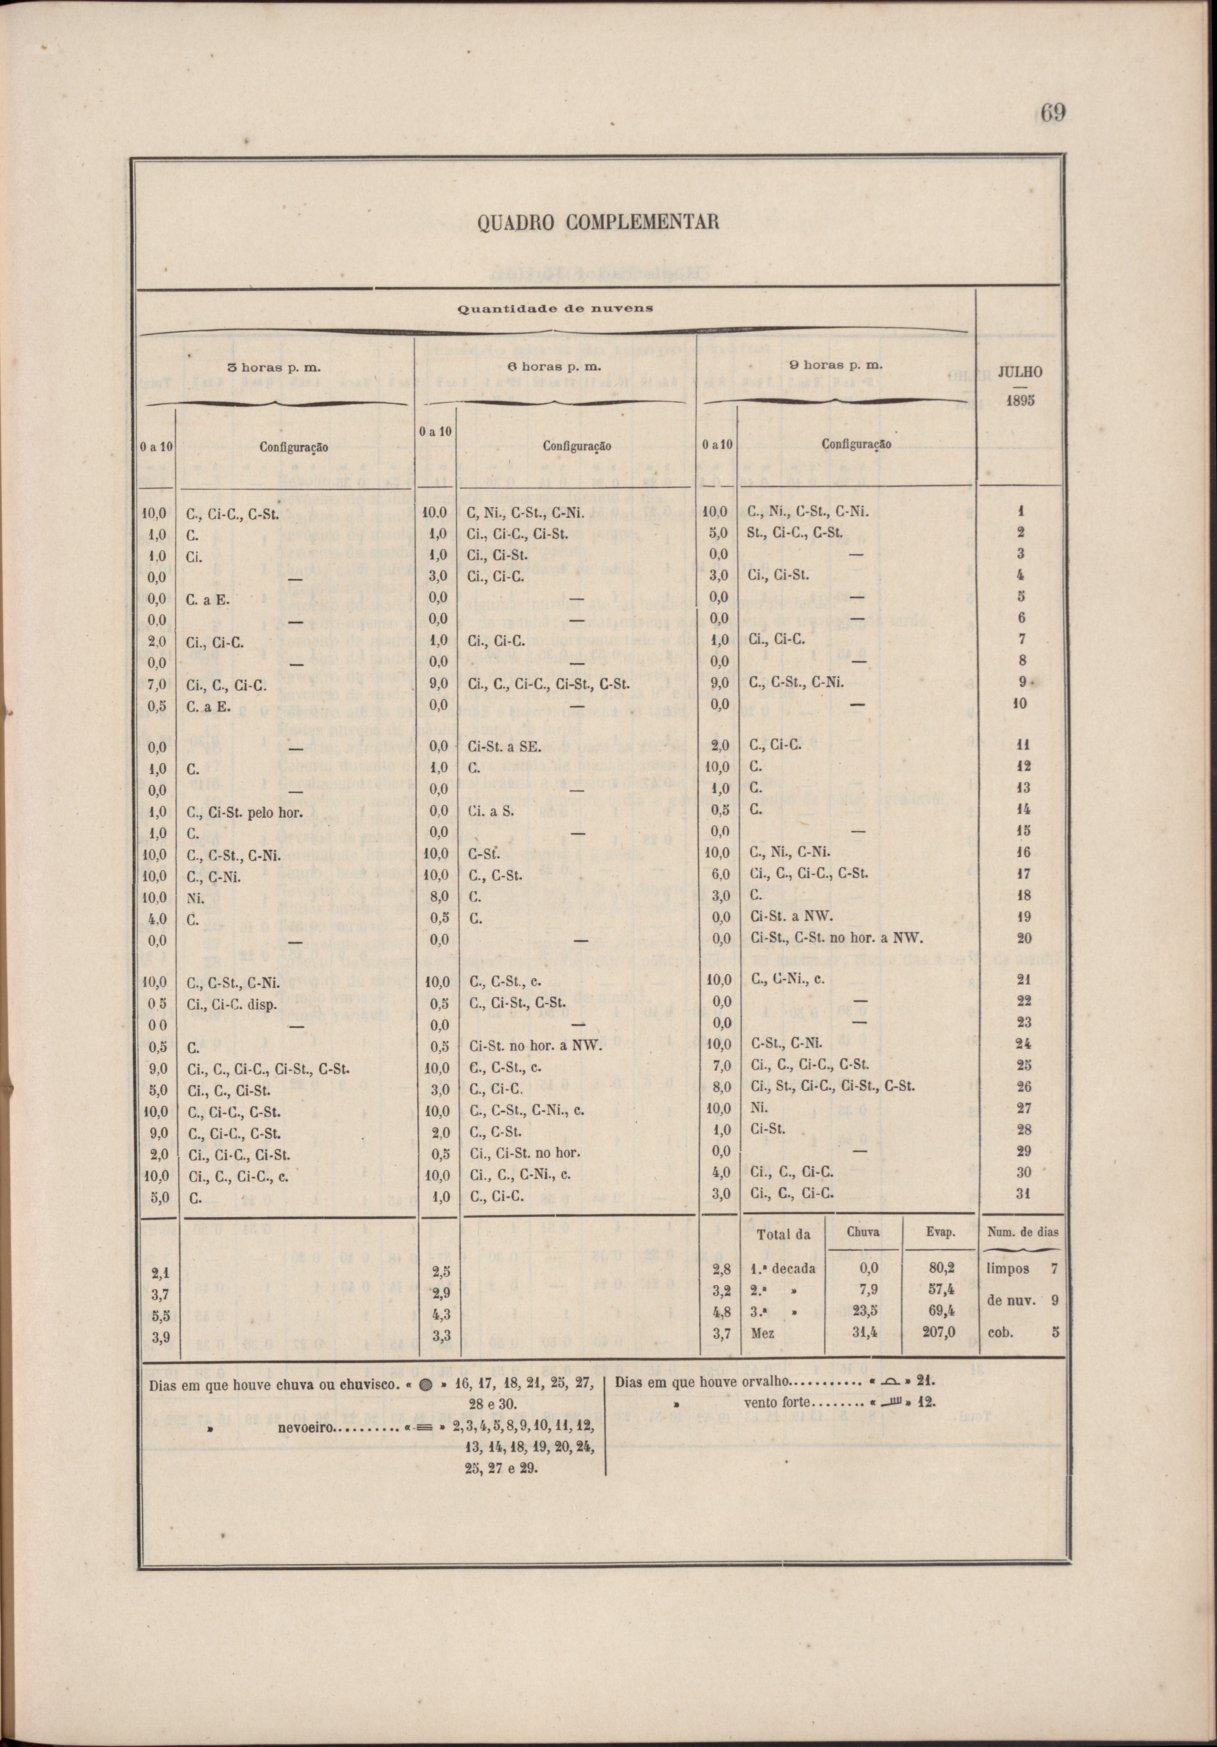 69
QUADRO COMPLEMENTAR
Quantidade de nuvens
3 horas p. m. 6 horas p. m. 9 horas p. m. JULHO
1895
0 a 10 Configuração 0 a 10 Configuração 0 a 10 Configuração
10,0 C., Ci-C., C-St. 10.0 C, Ni., C-St., C-Ni. 10,0 C., Ni., C-St., C-Ni. 1
1,0 C. 1,0 Ci., Ci-C., Ci-St. 5,0 St., Ci-C., C-St. 2
1,0 Ci. 1,0 Ci., Ci-St. 0,0 — 3
0,0 — 3,0 Ci., Ci-C. 3,0 Ci., Ci-St. 4
0,0 C. a E. 0,0 — 0,0 — 5
0,0 — 0,0 — 0,0 — 6
2,0 Ci., Ci-C. 1,0 Ci., Ci-C. 1,0 Ci., Ci-C. 7
0,0 — 0,0 — 0,0 — 8
7,0 Ci., C., Ci-C. 9,0 Ci., C., Ci-C., Ci-St., C-St. 9,0 C., C-St., C-Ni. 9
0,5 C. a E. 0,0 — 0,0 — 10
0,0 — 0,0 Ci-St. a SE. 2,0 C., Ci-C. 11
1,0 C. 1,0 C. 10,0 C. 12
0,0 — 0,0 — 1,0 C. 13
1,0 C., Ci-St. pelo hor. 0,0 Ci. a S. 0,5 C. 14
1,0 C. 0,0 — 0,0 — 15
10,0 C., C-St., C-Ni. 10,0 C-St. 10,0 C., Ni., C-Ni. 16
10,0 C., C-Ni. 10,0 C., C-St. 6,0 Ci., C., Ci-C., C-St. 17
10,0 Ni. 8,0 C. 3,0 C. 18
4,0 C. 0,5 C. 0,0 Ci-St. a NW. 19
0,0 — 0,0 — 0,0 Ci-St., C-St. no hor. a NW. 20
10,0 C., C-St., C-Ni. 10,0 C., C-St., c. 10,0 C., C-Ni., c. 21
0 5 Ci., Ci-C. disp. 0,5 C., Ci-St., C-St. 0,0 — 22
0 0 — 0,0 — 0,0 — 23
0,5 C. 0,5 Ci-St. no hor. a NW. 10,0 C-St., C-Ni. 24
9,0 Ci., C., Ci-C., Ci-St., C-St. 10,0 C., C-St., c. 7,0 Ci., C., Ci-C., C-St. 25
5,0 Ci., C., Ci-St. 3,0 C., Ci-C. 8,0 Ci., St., Ci-C., Ci-St., C-St. 26
10,0 C., Ci-C., C-St. 10,0 C., C-St., C-Ni., c. 10,0 Ni. 27
9,0 C., Ci-C., C-St. 2,0 C., C-St. 1,0 Ci-St. 28
2,0 Ci., Ci-C., Ci-St. 0,5 Ci., Ci-St. no hor. 0,0 — 29
10,0 Ci., C., Ci-C., c. 10,0 Ci., C., C-Ni., c. 4,0 Ci., C., Ci-C. 30
5,0 C. 1,0 C., Ci-C. 3,0 Ci., C., Ci-C. 31
Total da Chuva Evap. Num. de dias
2,1 2,5 2,8 1.ª decada 0,0 80,2 limpos 7
3,7 2,9 3,2 2.ª » 7,9 57,4
de nuv. 9
5,5 4,3 4,8 3.ª » 23,5 69,4
3,9 3,3 3,7 Mez 31,4 207,0 cob. 5
Dias em que houve chuva ou chuvisco. « » 16, 17, 18, 21, 25, 27,
28 e 30.
» nevoeiro.......... « » 2, 3, 4, 5, 8, 9, 10, 11, 12,
13, 14, 18, 19, 20, 24,
25, 27 e 29.
Dias em que houve orvalho........... « » 21.
» vento forte........ « » 12.